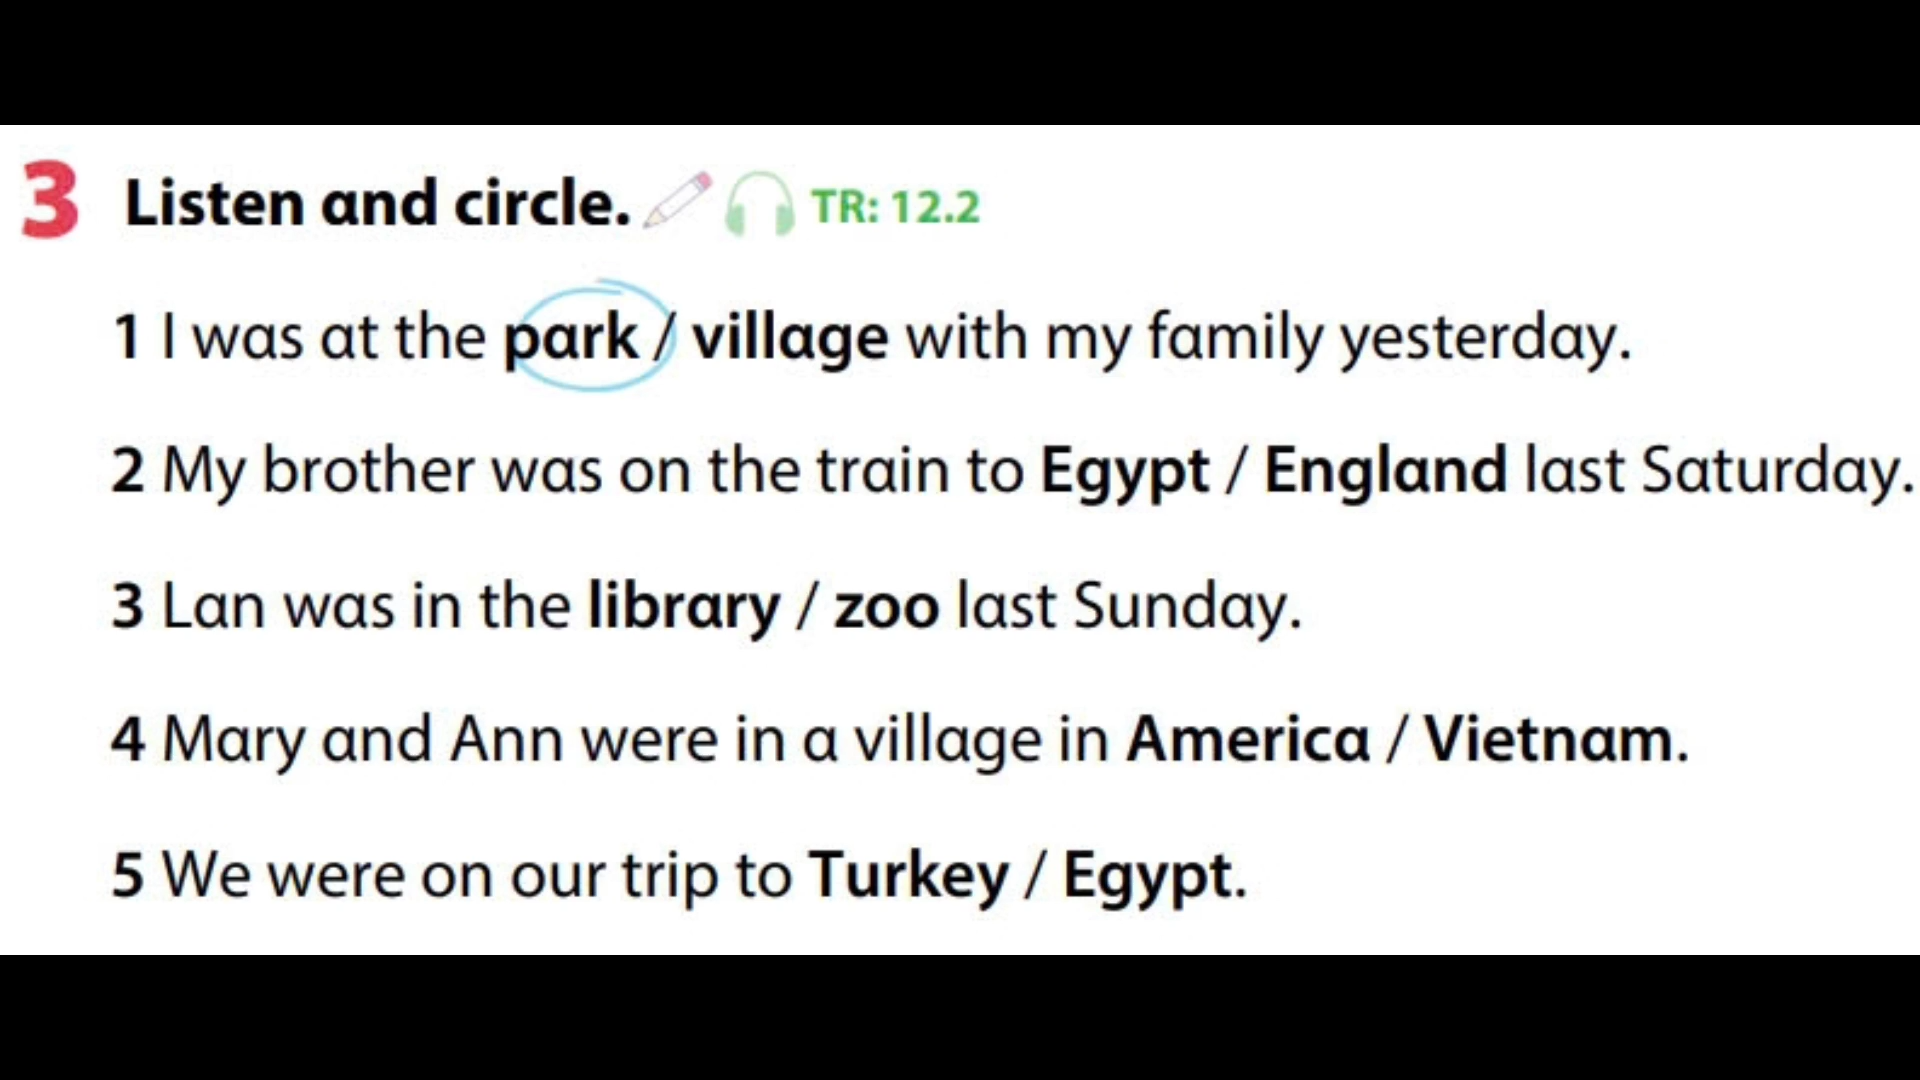 3 Listen and circle. TR: 12.2
1 I was at the park / village with my family yesterday.
2 My brother was on the train to Egypt / England last Saturday.
3 Lan was in the library / zoo last Sunday.
4 Mary and Ann were in a village in America / Vietnam.
5 We were on our trip to Turkey / Egypt.